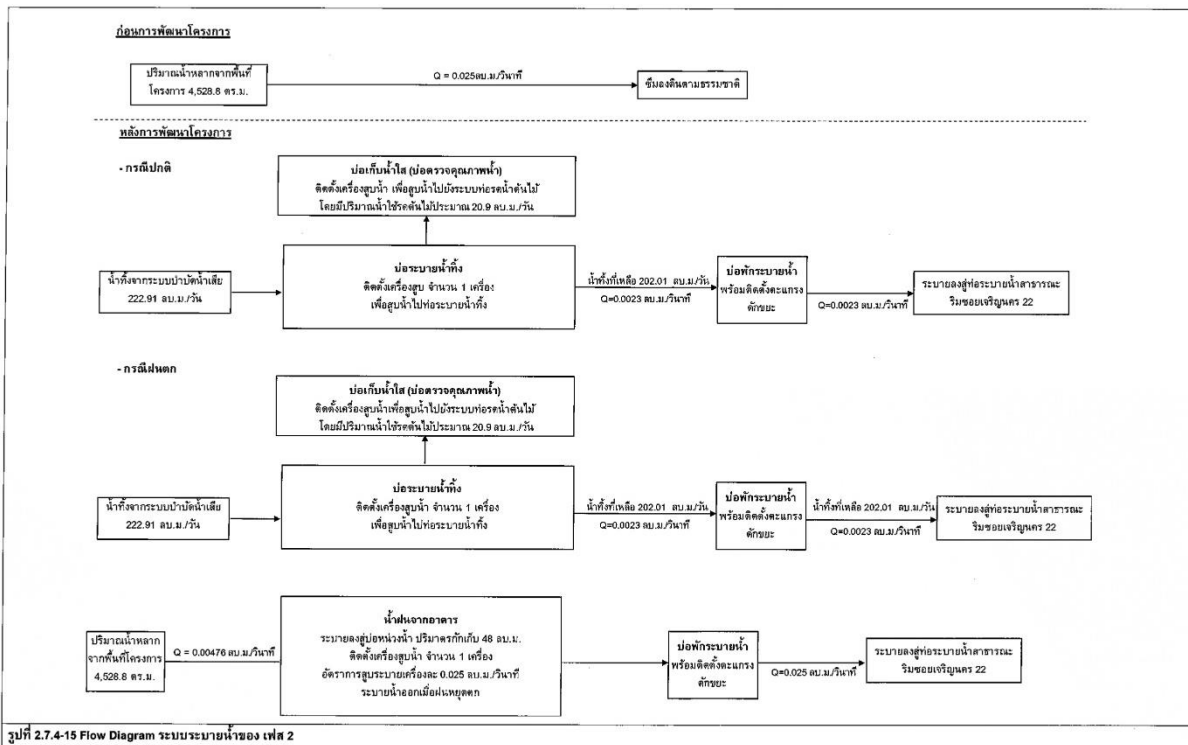 ก่อนการพัฒนาโครงการ
ปริมาณน้ำหลากจากพื้นที่
โครงการ 4,528.8 ตร.ม.
Q = 0.025ลบ.ม./วินาที
ซึมลงดินตามธรรมชาติ
หลังการพัฒนาโครงการ
- กรณีปกติ
บ่อเก็บน้ำใส (บ่อตรวจคุณภาพน้ำ)
ติดตั้งเครื่องสูบน้ำ เพื่อสูบน้ำไปยังระบบท่อรดน้ำต้นไม้
โดยมีปริมาณน้ำใช้รดต้นไม้ประมาณ 20.9 ลบ.ม./วัน
น้ำทิ้งจากระบบบำบัดน้ำเสีย
222.91 ลบ.ม./วัน
บ่อระบายน้ำทิ้ง
ติดตั้งเครื่องสูบ จำนวน 1 เครื่อง
เพื่อสูบน้ำไปท่อระบายน้ำทิ้ง
น้ำทิ้งที่เหลือ 202.01 ลบ.ม./วัน
Q=0.0023 ลบ.ม./วินาที
บ่อพักระบายน้ำ
พร้อมติดตั้งตะแกรง
ดักขยะ
Q=0.0023 ลบ.ม./วินาที
ระบายลงสู่ท่อระบายน้ำสาธารณะ
ริมซอยเจริญนคร 22
- กรณีฝนตก
บ่อเก็บน้ำใส (บ่อตรวจคุณภาพน้ำ)
ติดตั้งเครื่องสูบน้ำเพื่อสูบน้ำไปยังระบบท่อรดน้ำต้นไม้
โดยมีปริมาณน้ำใช้รดต้นไม้ประมาณ 20.9 ลบ.ม./วัน
น้ำทิ้งจากระบบบำบัดน้ำเสีย
222.91 ลบ.ม./วัน
บ่อระบายน้ำทิ้ง
ติดตั้งเครื่องสูบน้ำ จำนวน 1 เครื่อง
เพื่อสูบน้ำไปท่อระบายน้ำทิ้ง
น้ำทิ้งที่เหลือ 202.01 ลบ.ม./วัน
Q=0.0023 ลบ.ม./วินาที
บ่อพักระบายน้ำ
พร้อมติดตั้งตะแกรง
ดักขยะ
น้ำทิ้งที่เหลือ 202.01 ลบ.ม./วัน
Q=0.0023 ลบ.ม./วินาที
ระบายลงสู่ท่อระบายน้ำสาธารณะ
ริมซอยเจริญนคร 22
ปริมาณน้ำหลาก
จากพื้นที่โครงการ
4,528.8 ตร.ม.
Q = 0.00476 ลบ.ม./วินาที
น้ำฝนจากอาคาร
ระบายลงสู่บ่อหน่วงน้ำ ปริมาตรกักเก็บ 48 ลบ.ม.
ติดตั้งเครื่องสูบน้ำ จำนวน 1 เครื่อง
อัตราการสูบระบายเครื่องละ 0.025 ลบ.ม./วินาที
ระบายน้ำออกเมื่อฝนหยุดตก
บ่อพักระบายน้ำ
พร้อมติดตั้งตะแกรง
ดักขยะ
Q=0.025 ลบ.ม./วินาที
ระบายลงสู่ท่อระบายน้ำสาธารณะ
ริมซอยเจริญนคร 22
รูปที่ 2.7.4-15 Flow Diagram ระบบระบายน้ำของ เฟส 2